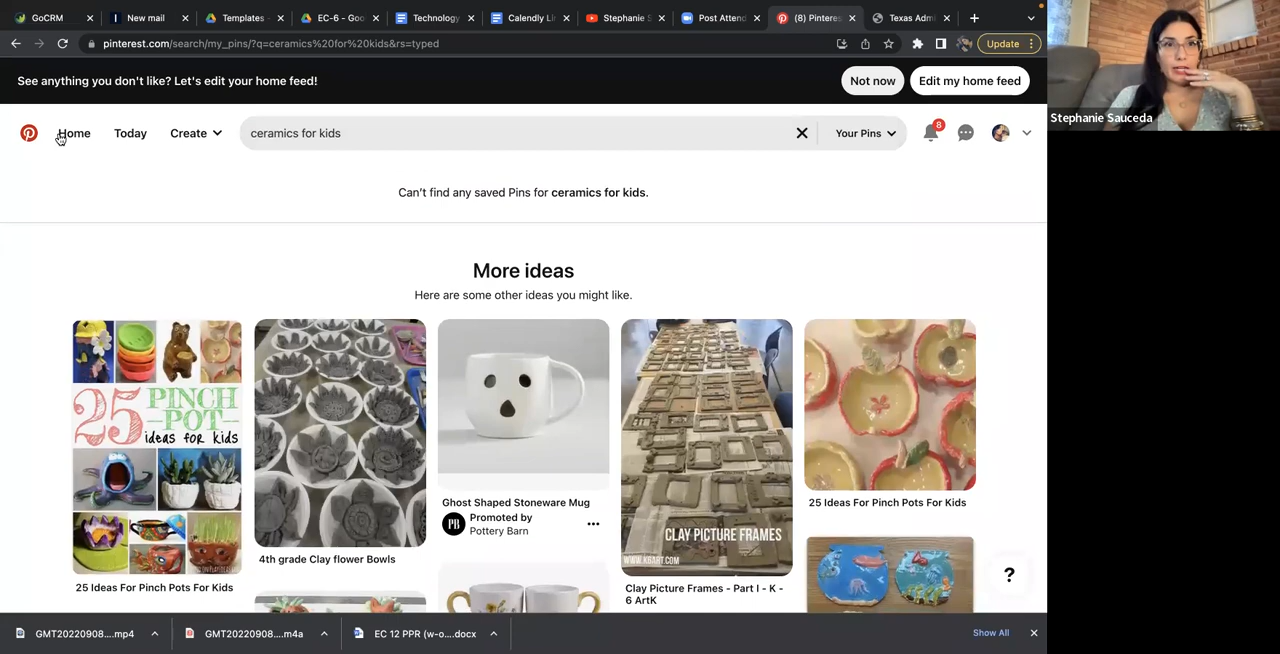 GoCRM
New mail
Templates
EC-6 - Goo
Technology
Calendly Li
Stephanie S
Post Attend
(8) Pinteres
Texas Admi
pinterest.com/search/my_pins/?q=ceramics%20for%20kids&rs=typed
Update
See anything you don't like? Let's edit your home feed!
Not now
Edit my home feed
Home
Today
Create
ceramics for kids
Your Pins
8
Stephanie Sauceda
Can't find any saved Pins for ceramics for kids.
More ideas
Here are some other ideas you might like.
25 PINCH
POT
ideas for kids
25 Ideas For Pinch Pots For Kids
4th grade Clay flower Bowls
Ghost Shaped Stoneware Mug
PB
Promoted by
Pottery Barn
CLAY PICTURE FRAMES
WWW.K6ART.COM
Clay Picture Frames - Part I - K -
6 ArtK
25 Ideas For Pinch Pots For Kids
?
GMT20220908....mp4
GMT20220908....m4a
EC 12 PPR (w-o....docx
Show All